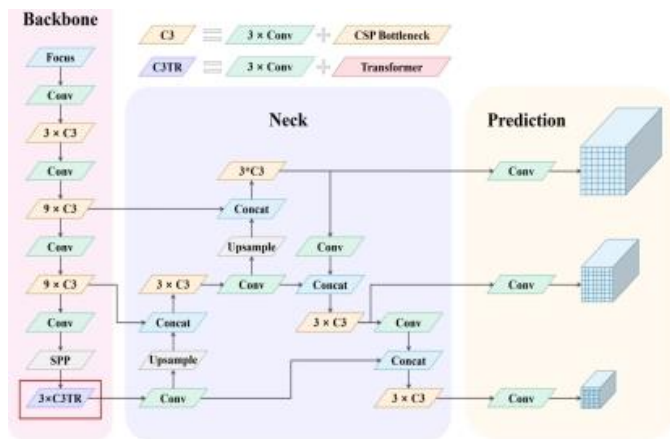 Backbone
C3 = 3 × Conv + CSP Bottleneck
C3TR = 3 × Conv + Transformer
Focus
Conv
3 × C3
Conv
9 × C3
Conv
9 × C3
Conv
SPP
3×C3TR
Neck
3*C3
Concat
Upsample
Conv
3 × C3
Conv
Concat
3 × C3
Conv
Concat
Upsample
Conv
Concat
3 × C3
Prediction
Conv
Conv
Conv